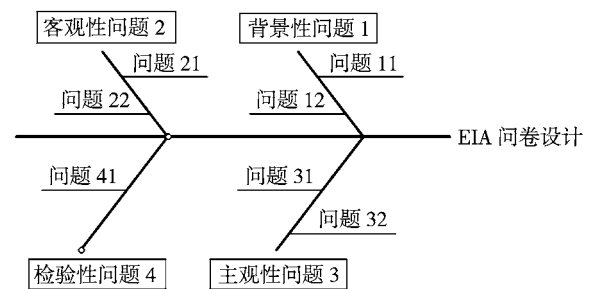 客观性问题 2
背景性问题 1
问题 21
问题 11
问题 22
问题 12
EIA 问卷设计
问题 41
问题 31
问题 32
检验性问题 4
主观性问题 3